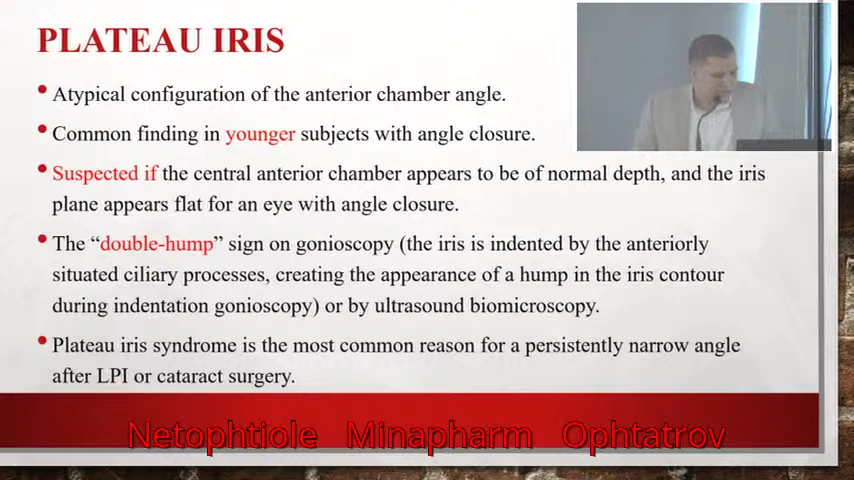 PLATEAU IRIS
• Atypical configuration of the anterior chamber angle.
• Common finding in younger subjects with angle closure.
• Suspected if the central anterior chamber appears to be of normal depth, and the iris
plane appears flat for an eye with angle closure.
• The “double-hump” sign on gonioscopy (the iris is indented by the anteriorly
situated ciliary processes, creating the appearance of a hump in the iris contour
during indentation gonioscopy) or by ultrasound biomicroscopy.
• Plateau iris syndrome is the most common reason for a persistently narrow angle
after LPI or cataract surgery.
Netophtiole Minapharm Ophtatrov